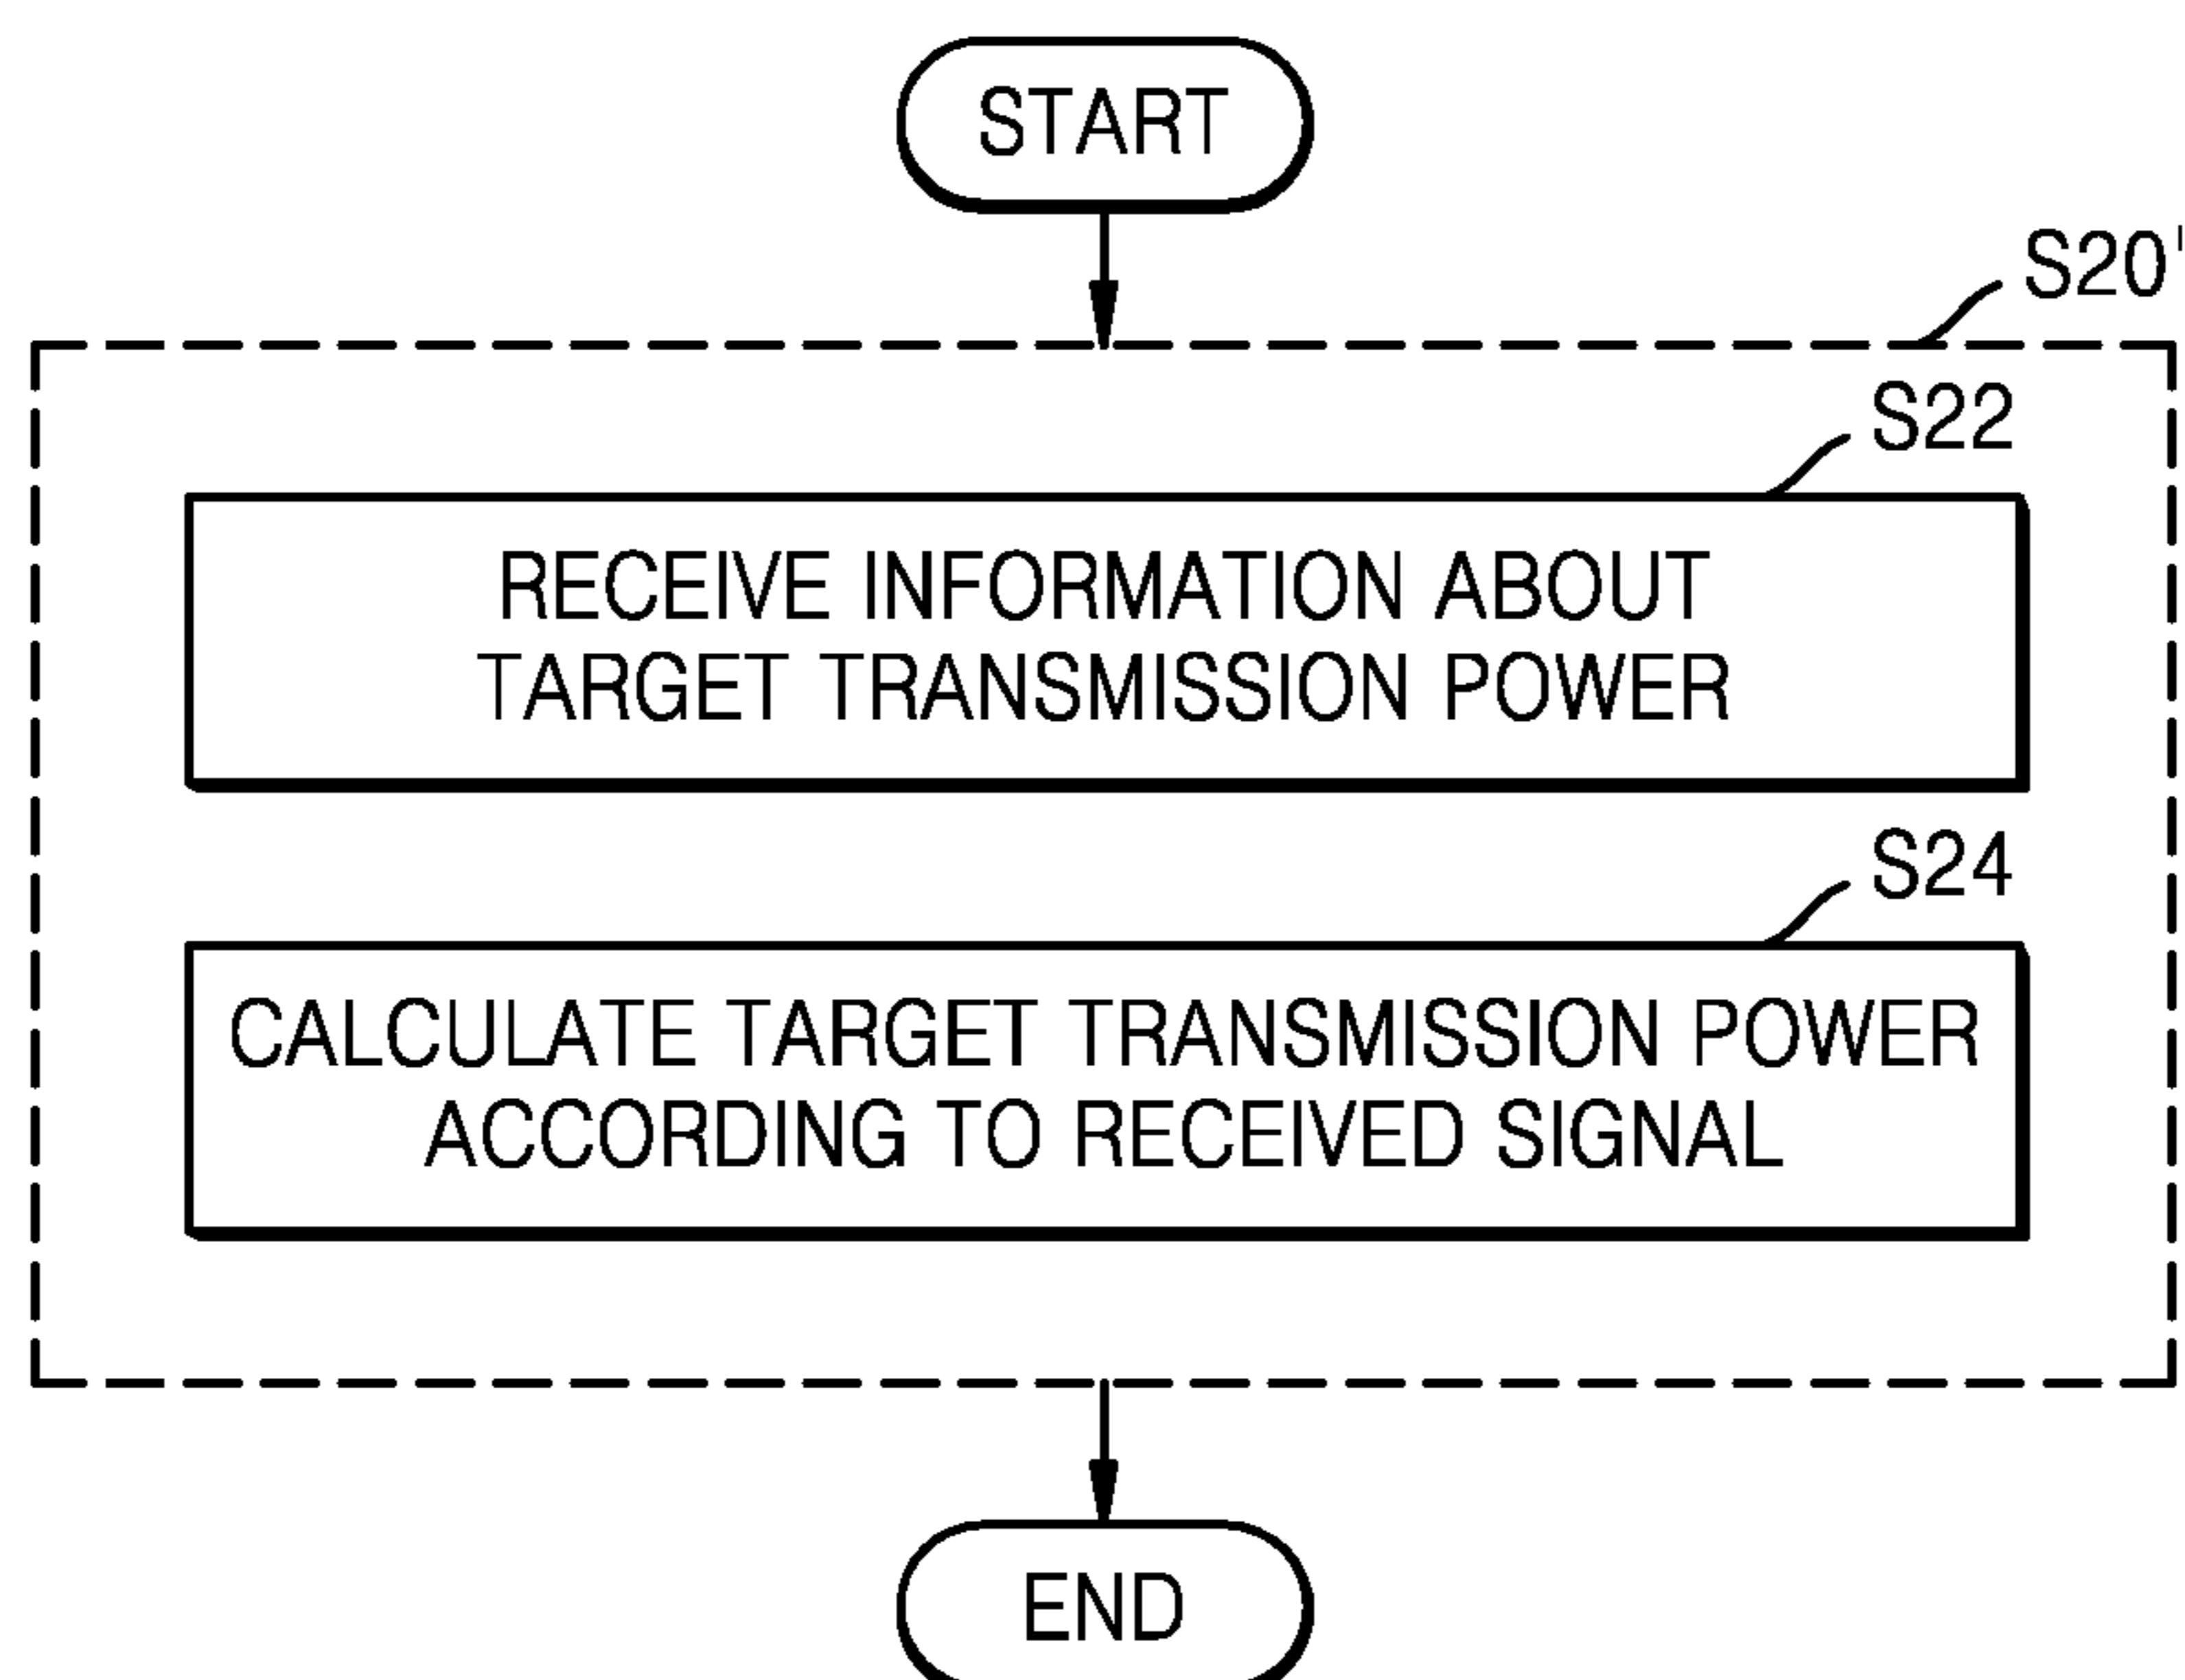 START
S20'
S22
RECEIVE INFORMATION ABOUT
TARGET TRANSMISSION POWER
S24
CALCULATE TARGET TRANSMISSION POWER
ACCORDING TO RECEIVED SIGNAL
END